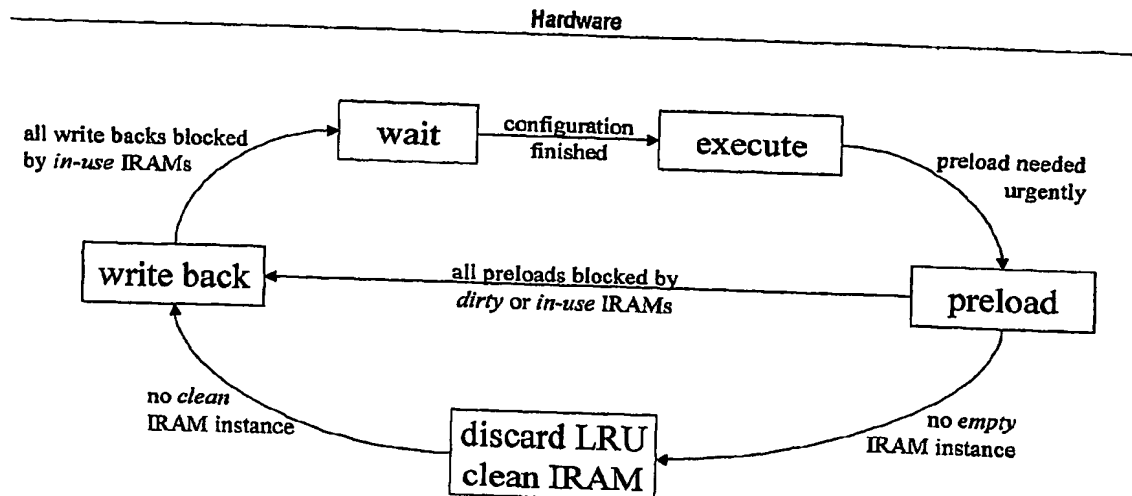 Hardware
all write backs blocked
by in-use IRAMs
wait
configuration
finished
execute
preload needed
urgently
write back
all preloads blocked by
dirty or in-use IRAMs
preload
no clean
IRAM instance
discard LRU
clean IRAM
no empty
IRAM instance